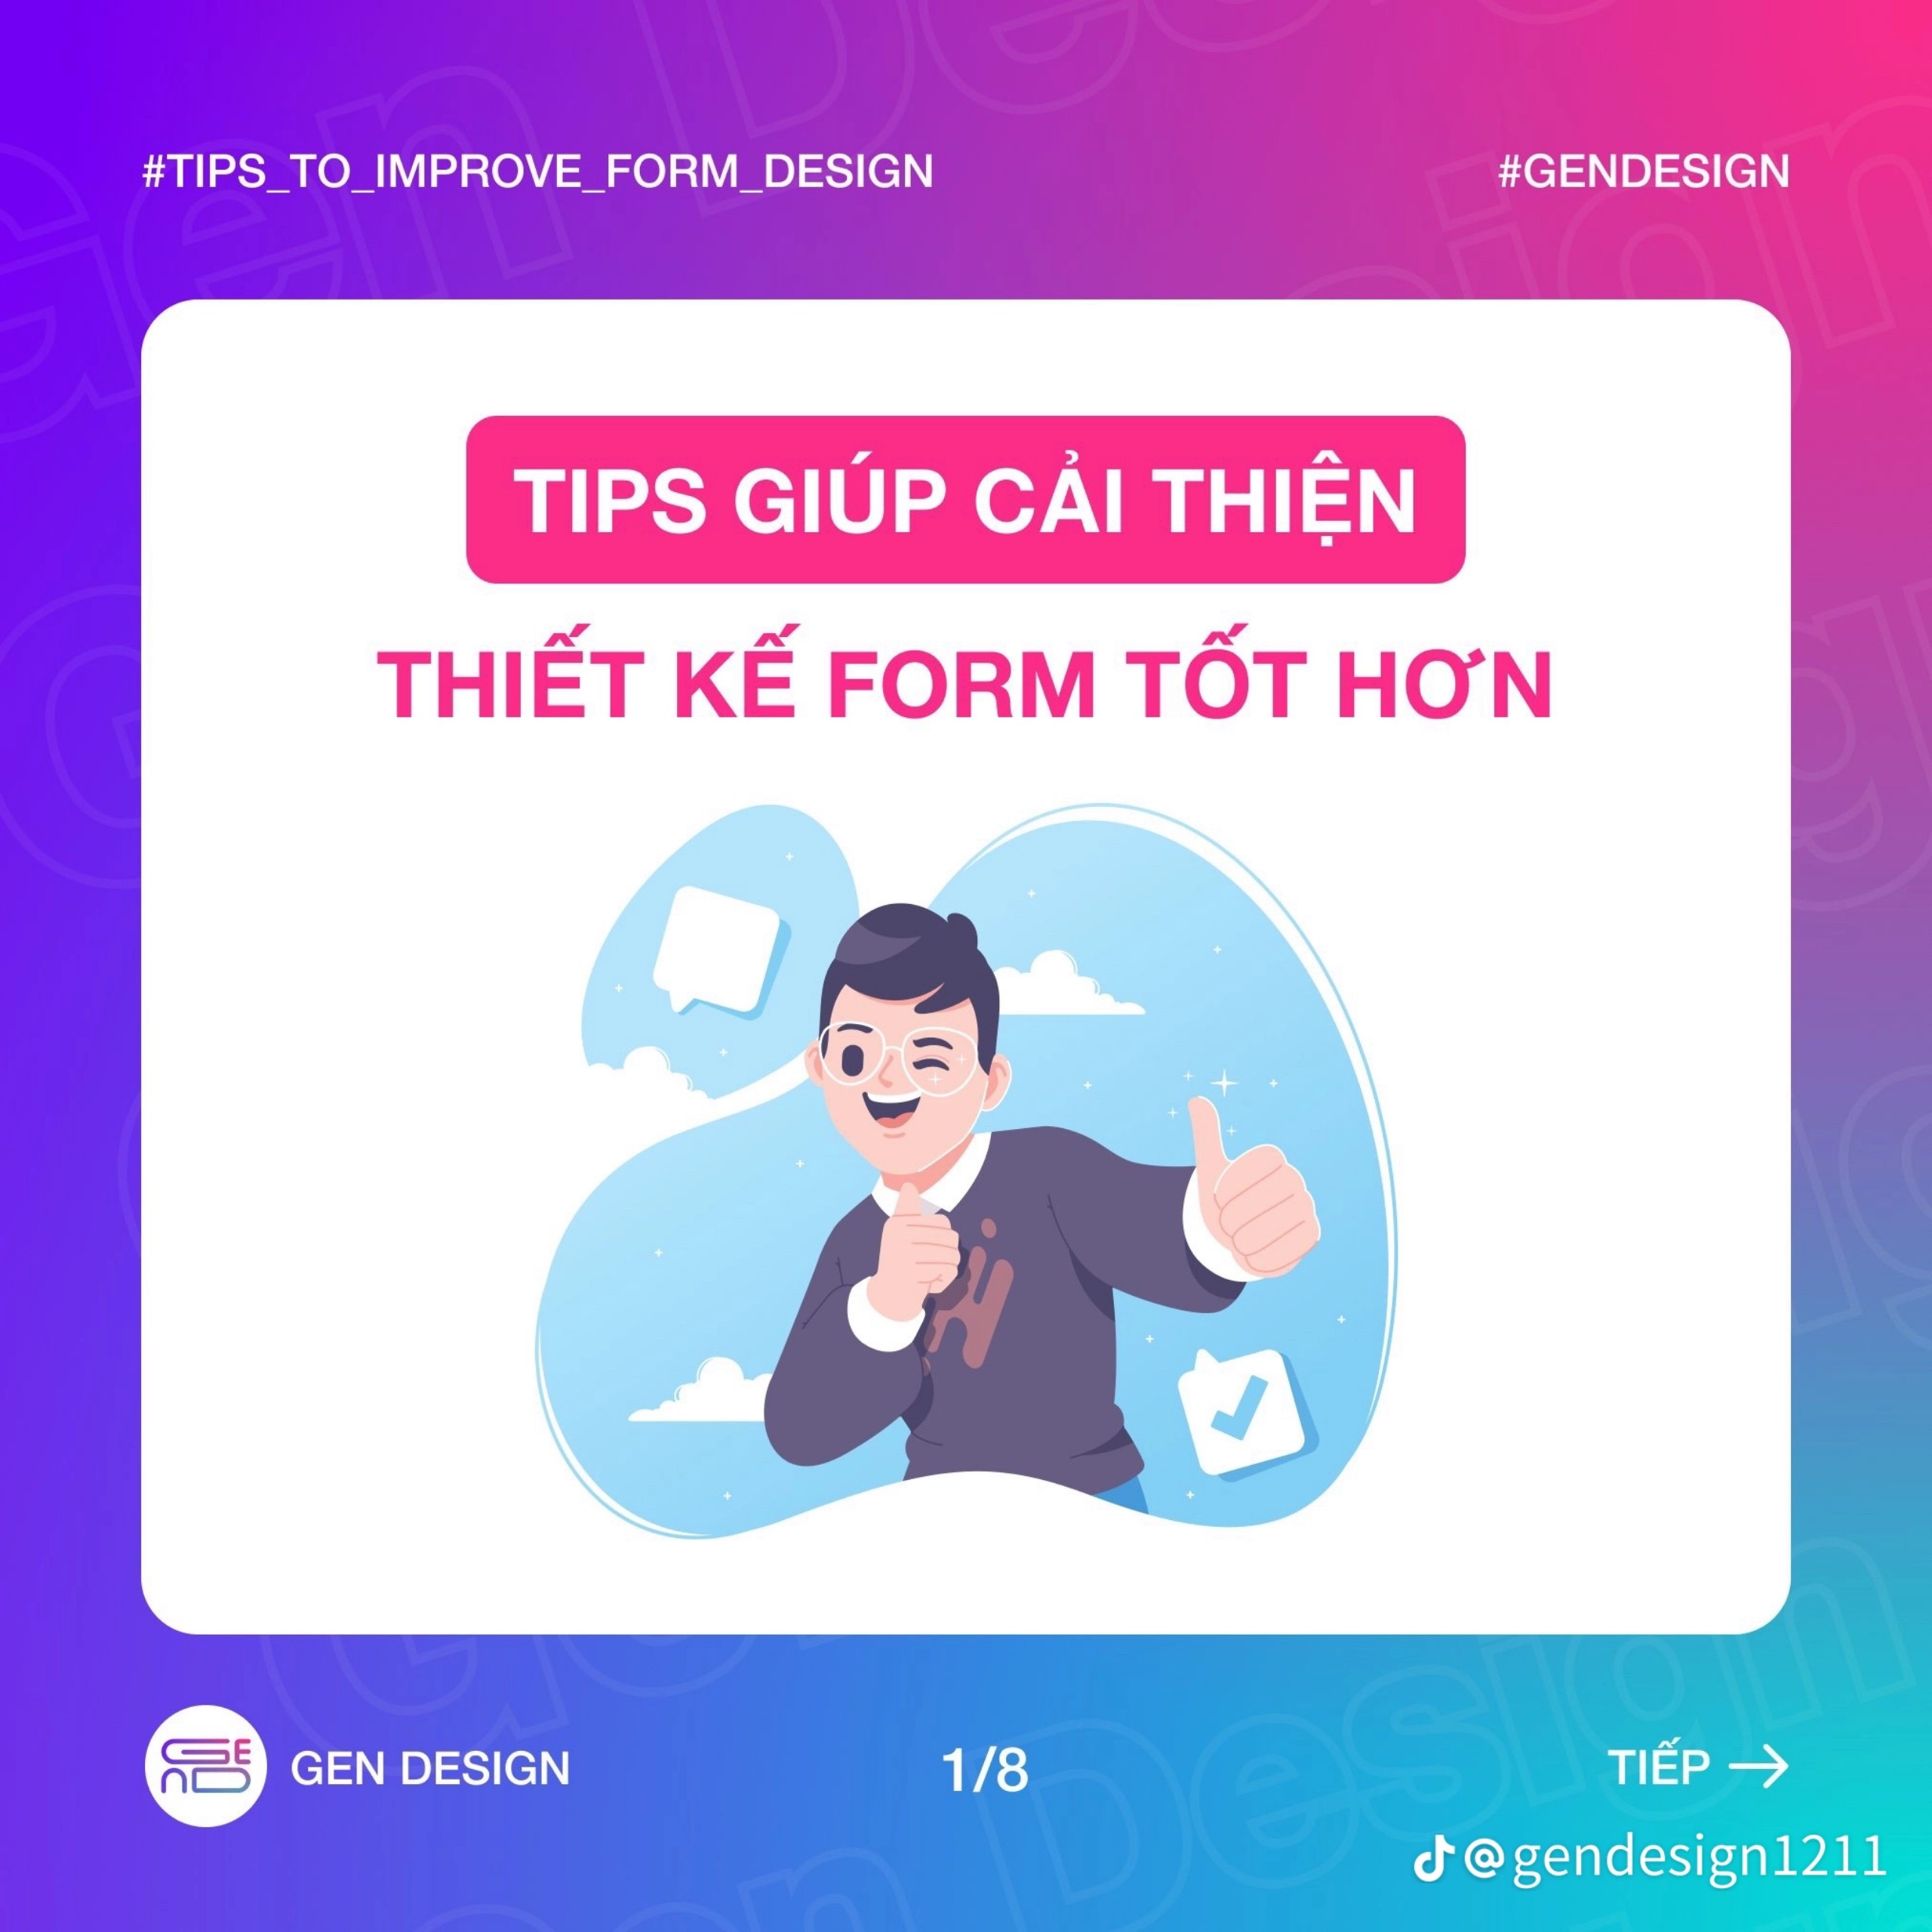 #TIPS_TO_IMPROVE_FORM_DESIGN
#GENDESIGN
TIPS GIÚP CẢI THIỆN
THIẾT KẾ FORM TỐT HƠN
GEN DESIGN
1/8
TIẾP →
@gendesign1211